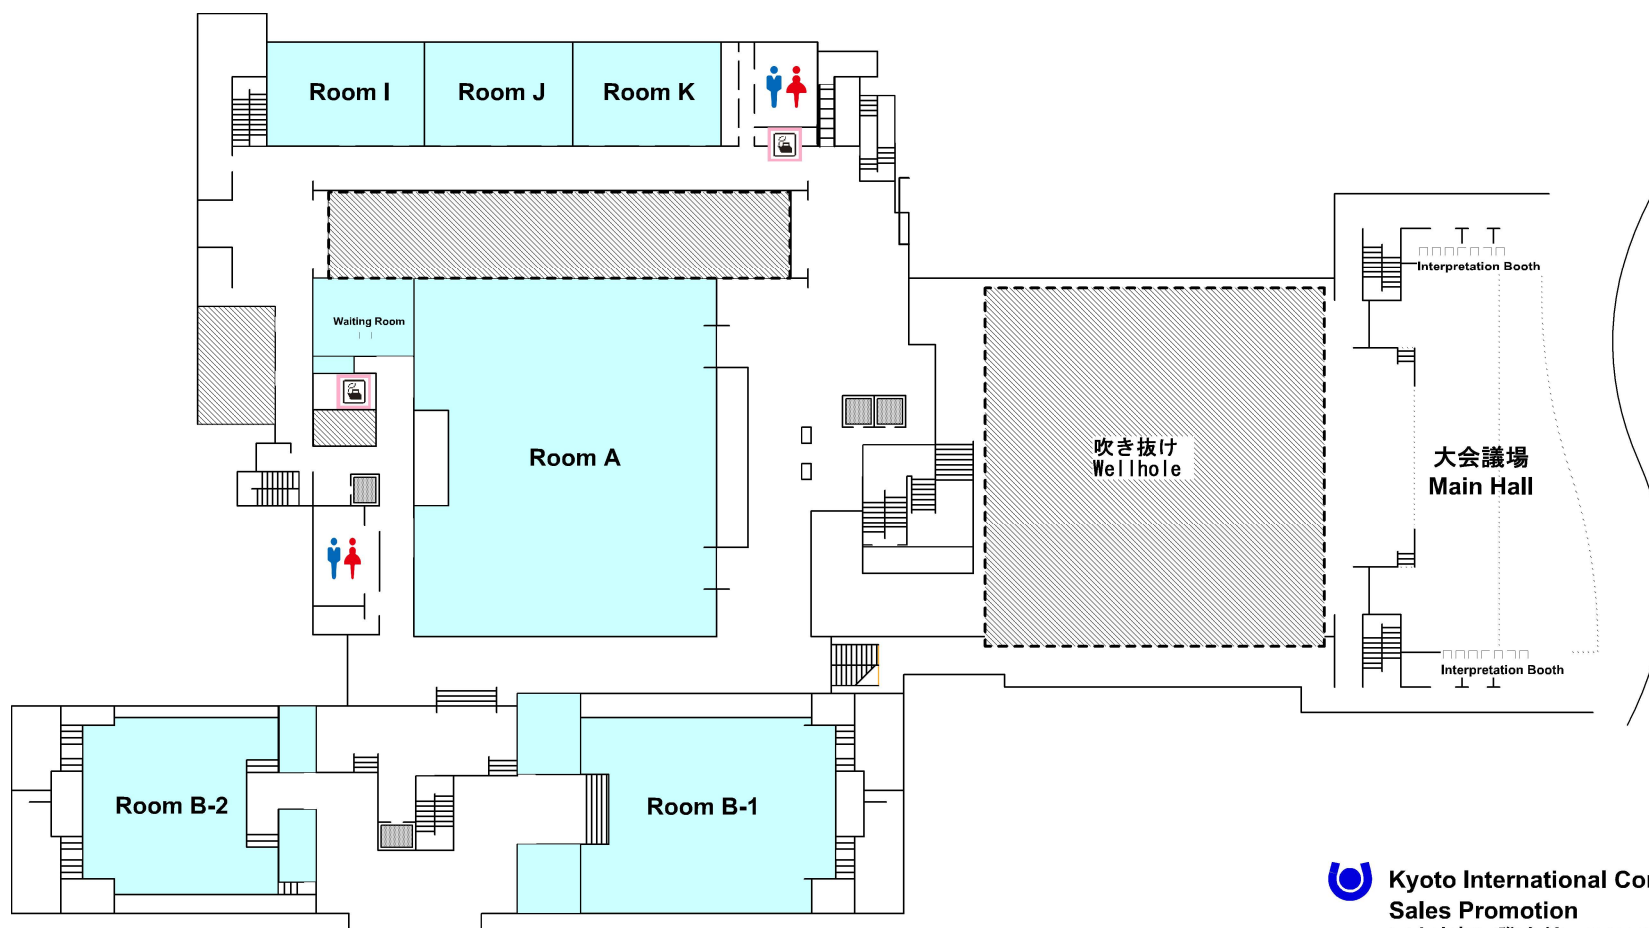 Room I
Room J
Room K
Waiting Room
Room A
吹き抜け
Wellhole
Interpretation Booth
大会議場
Main Hall
Interpretation Booth
Room B-2
Room B-1
Kyoto International Co
Sales Promotion